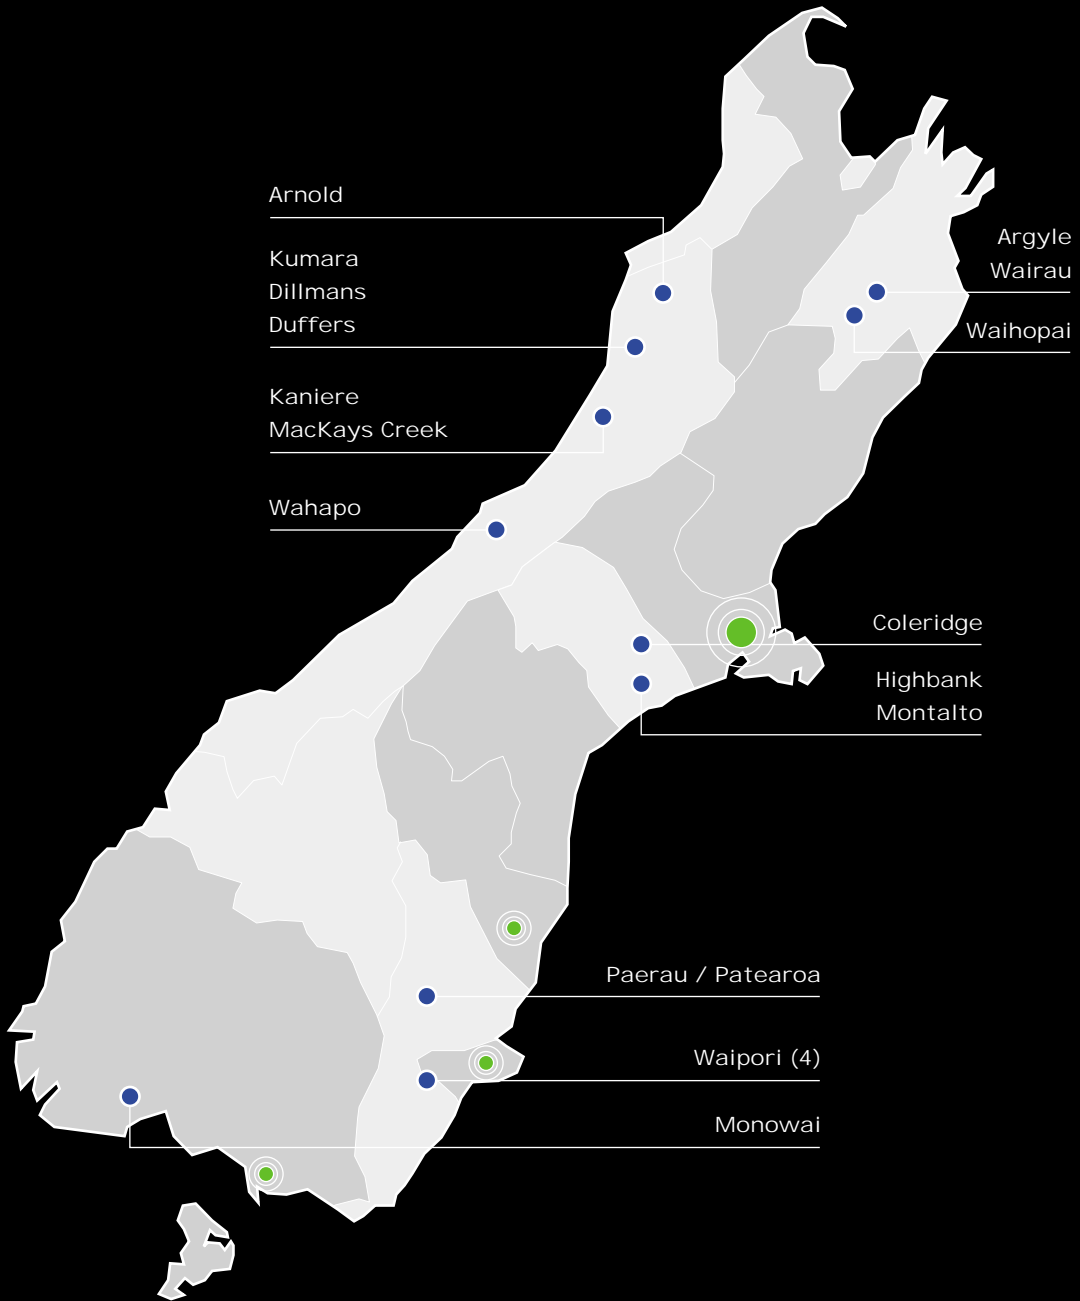 Arnold
Kumara
Dillmans
Duffers
Kaniere
MacKays Creek
Wahapo
Argyle
Wairau
Waihopai
Coleridge
Highbank
Montalto
Paerau / Patearoa
Waipori (4)
Monowai